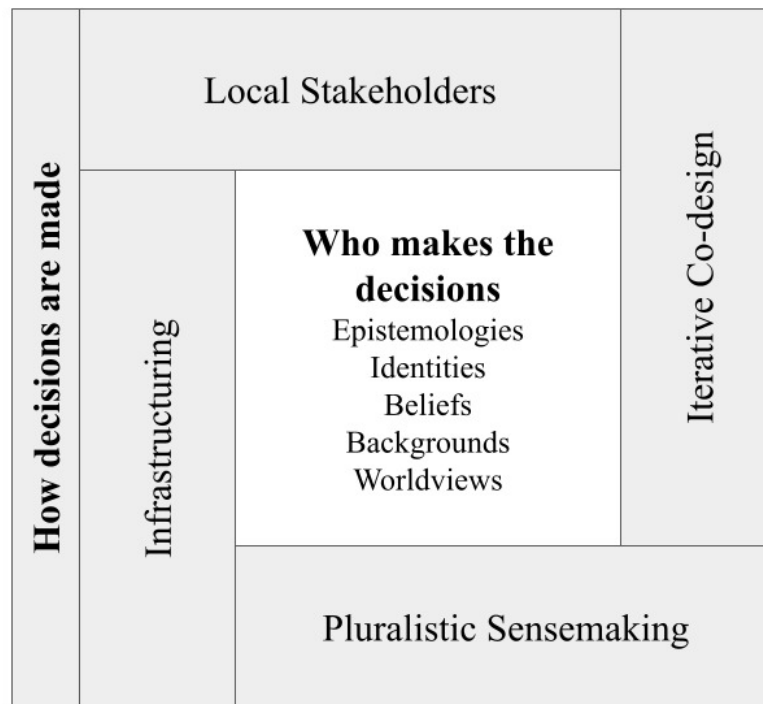 How decisions are made
Local Stakeholders
Infrastructuring
Who makes the
decisions
Epistemologies
Identities
Beliefs
Backgrounds
Worldviews
Iterative Co-design
Pluralistic Sensemaking